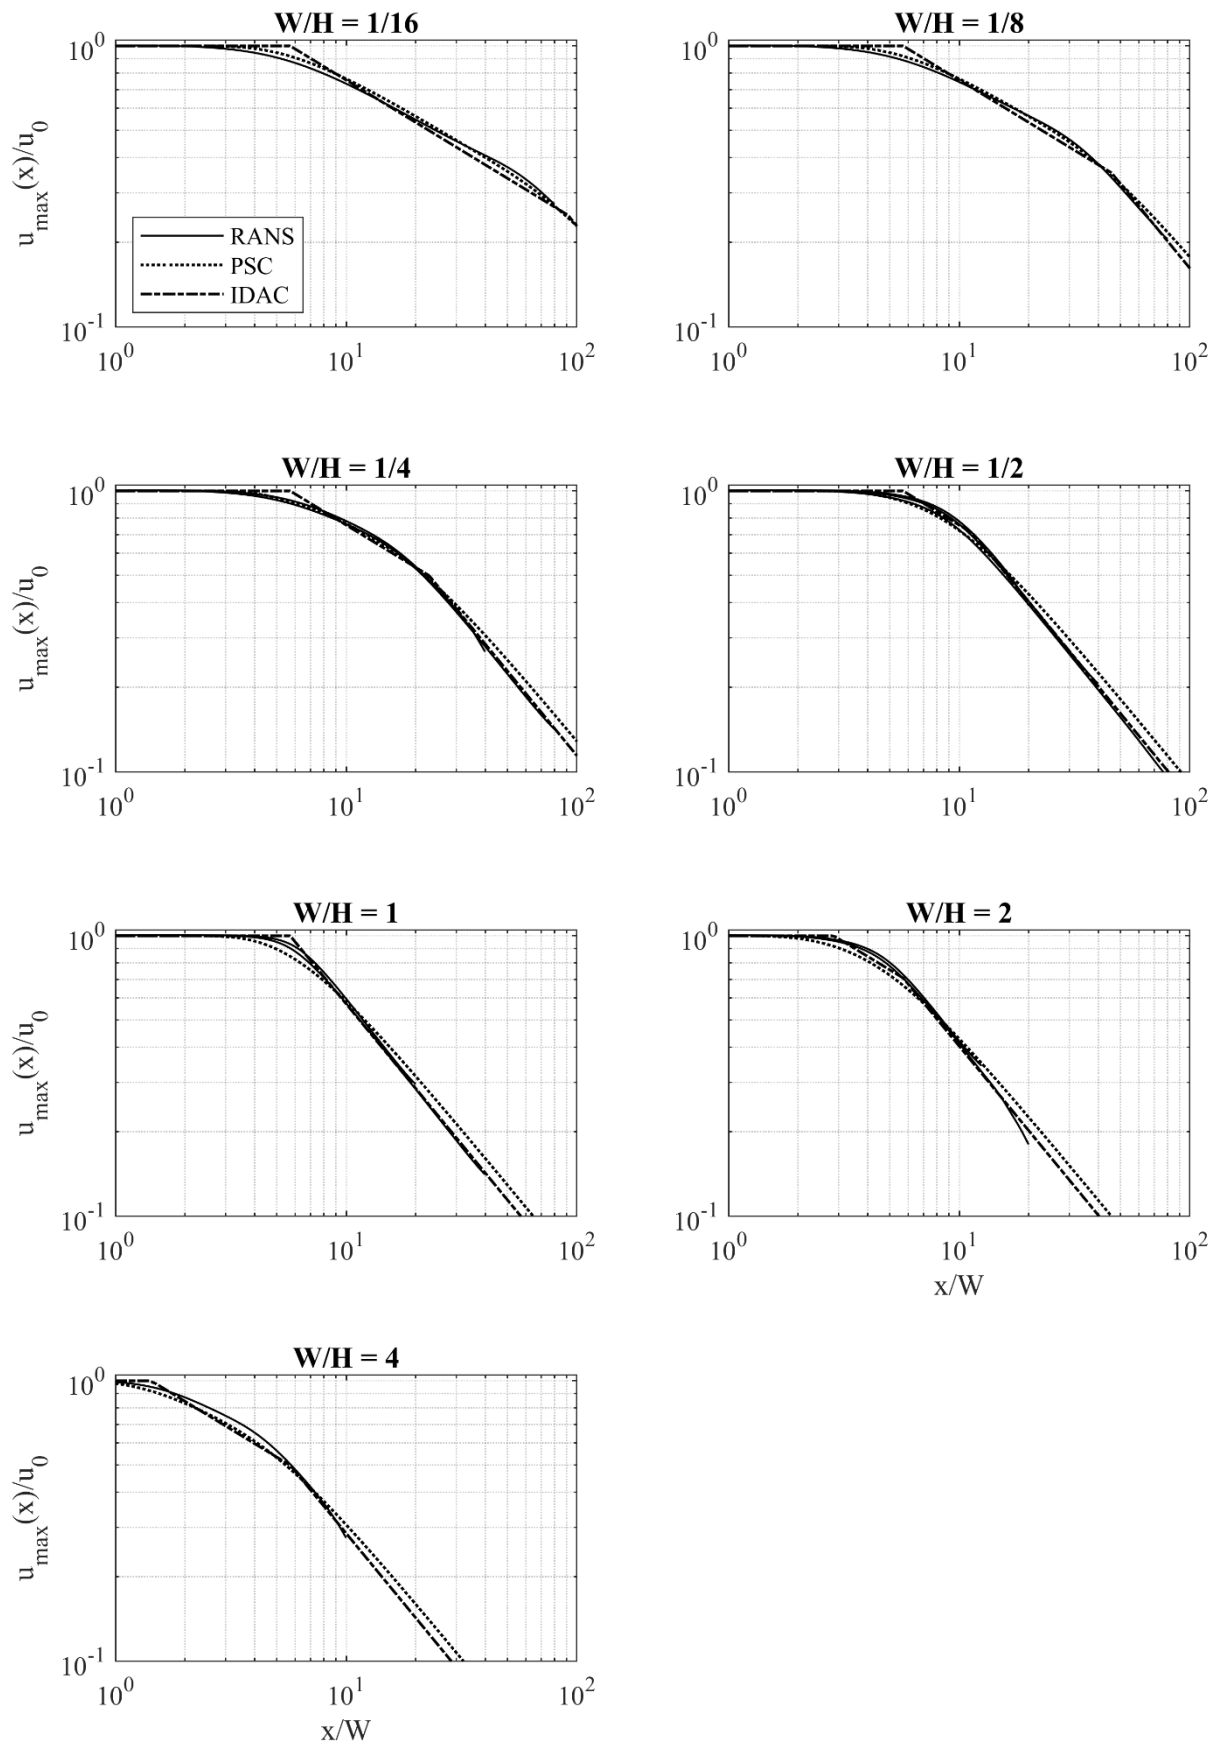 W/H = 1/16
10^0
u_max(x)/u_0
RANS
PSC
IDAC
10^-1
10^0 10^1 10^2
W/H = 1/8
10^0
10^-1
10^0 10^1 10^2
W/H = 1/4
10^0
u_max(x)/u_0
10^-1
10^0 10^1 10^2
W/H = 1/2
10^0
10^-1
10^0 10^1 10^2
W/H = 1
10^0
u_max(x)/u_0
10^-1
10^0 10^1 10^2
W/H = 2
10^0
10^-1
10^0 10^1 10^2
x/W
W/H = 4
10^0
u_max(x)/u_0
10^-1
10^0 10^1 10^2
x/W